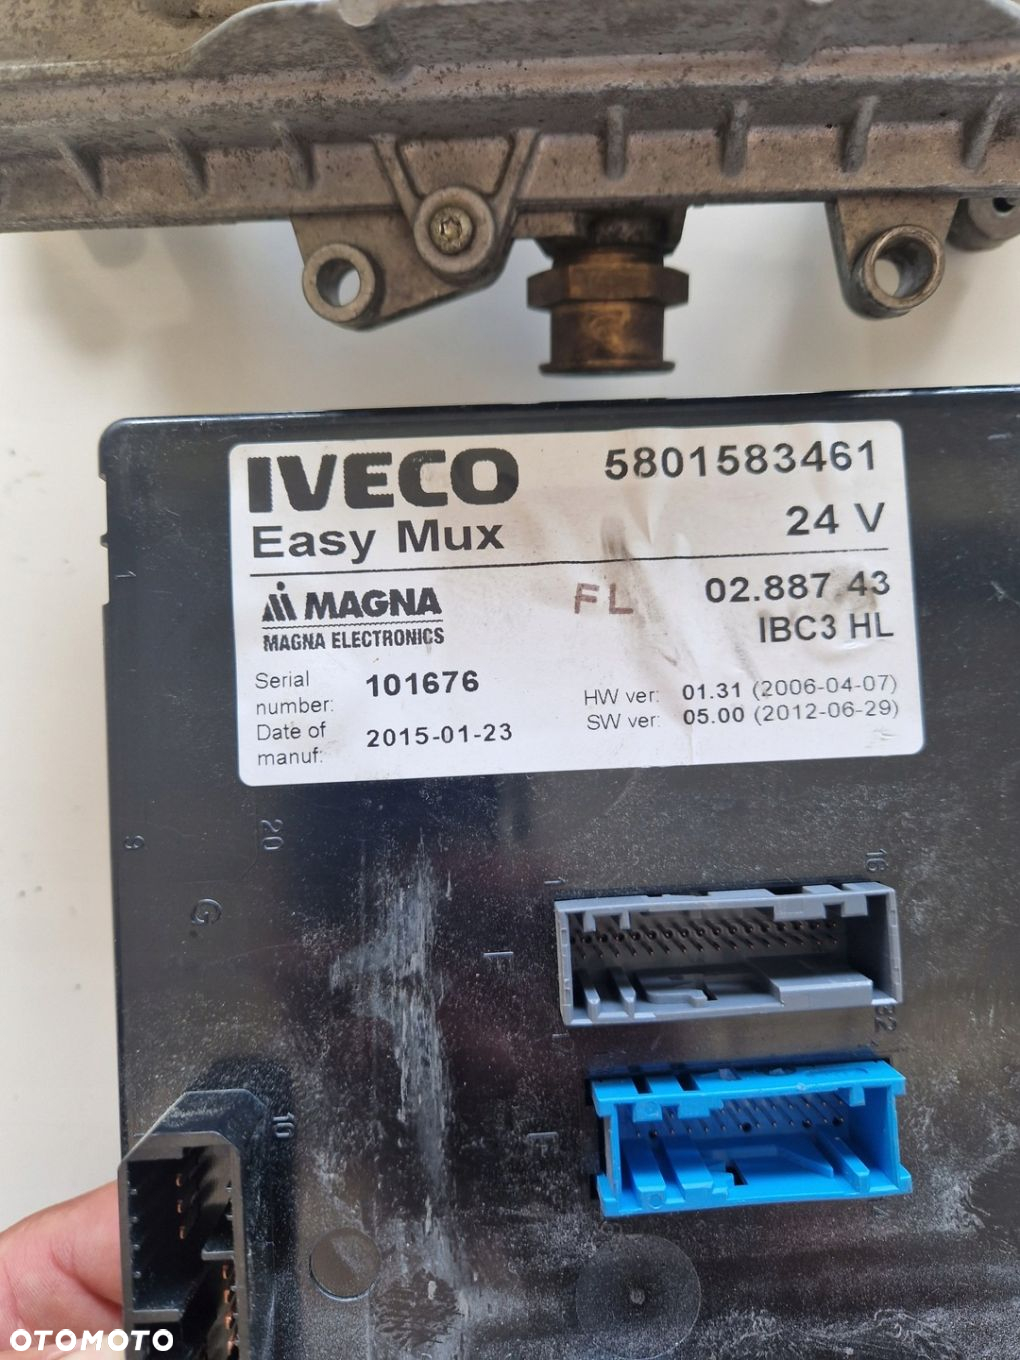 IVECO 5801583461
Easy Mux 24 V
MAGNA FL 02.887.43
MAGNA ELECTRONICS IBC3 HL
Serial number: 101676
HW ver: 01.31 (2006-04-07)
SW ver: 05.00 (2012-06-29)
Date of manuf: 2015-01-23
1
9
20
G
1
16
32
10
OTOMOTO